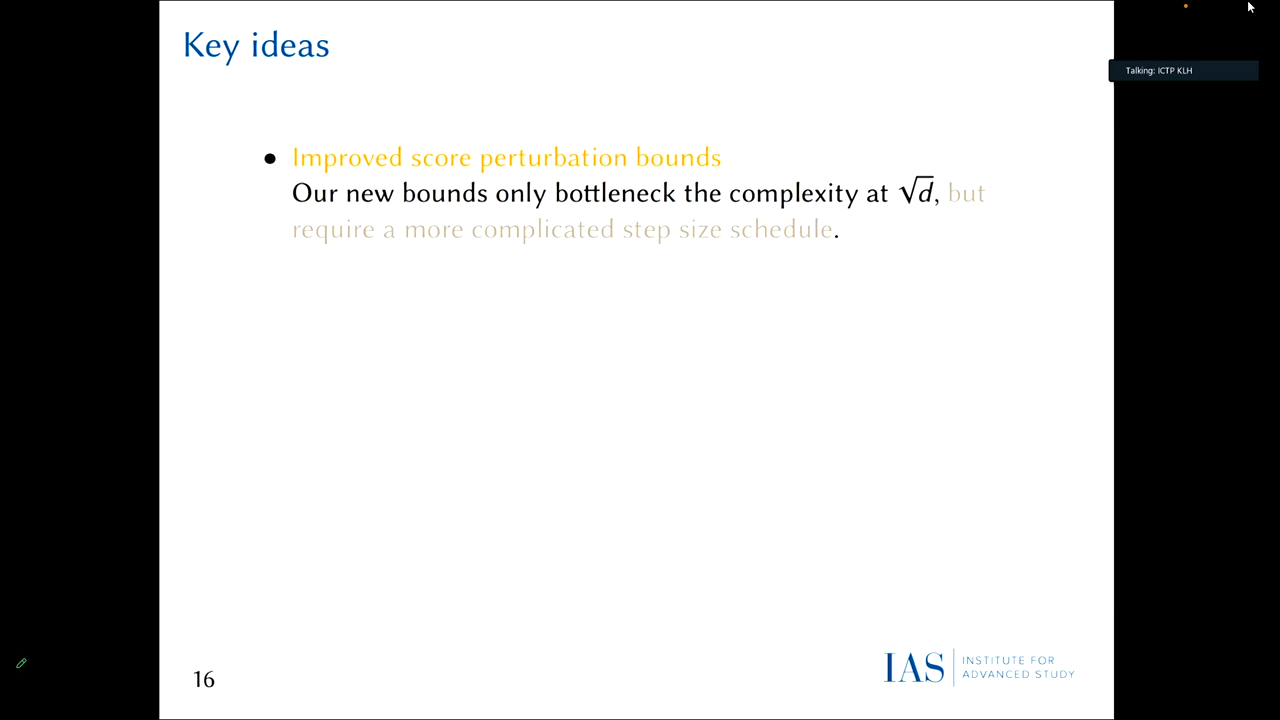 Key ideas
Talking: ICTP KLH
● Improved score perturbation bounds
Our new bounds only bottleneck the complexity at √d, but
require a more complicated step size schedule.
16
IAS
INSTITUTE FOR
ADVANCED STUDY